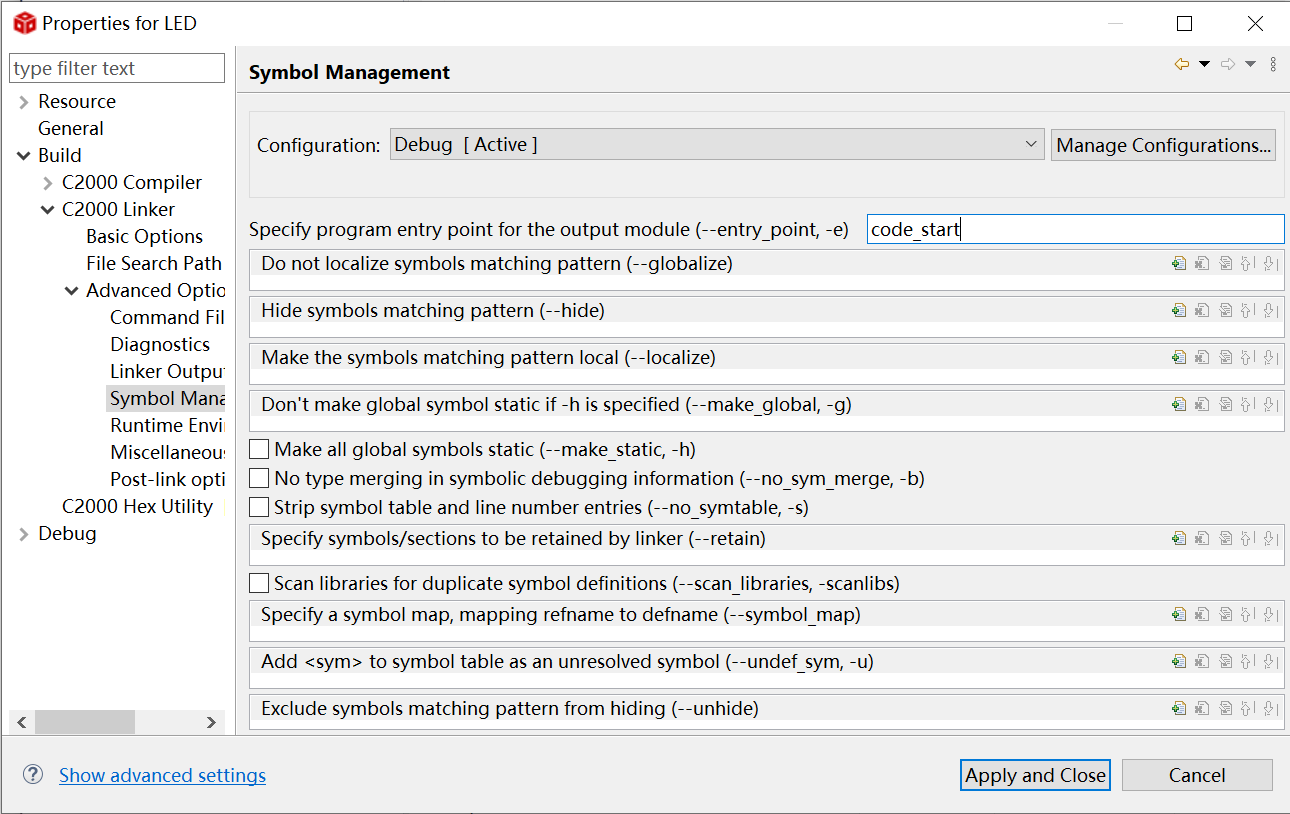 Properties for LED
type filter text
Resource
General
Build
C2000 Compiler
C2000 Linker
Basic Options
File Search Path
Advanced Optio
Command Fil
Diagnostics
Linker Outpu
Symbol Mana
Runtime Envi
Miscellaneous
Post-link opti
C2000 Hex Utility
Debug
Symbol Management
Configuration: Debug [ Active ] Manage Configurations...
Specify program entry point for the output module (--entry_point, -e) code_start
Do not localize symbols matching pattern (--globalize)
Hide symbols matching pattern (--hide)
Make the symbols matching pattern local (--localize)
Don't make global symbol static if -h is specified (--make_global, -g)
Make all global symbols static (--make_static, -h)
No type merging in symbolic debugging information (--no_sym_merge, -b)
Strip symbol table and line number entries (--no_symtable, -s)
Specify symbols/sections to be retained by linker (--retain)
Scan libraries for duplicate symbol definitions (--scan_libraries, -scanlibs)
Specify a symbol map, mapping refname to defname (--symbol_map)
Add <sym> to symbol table as an unresolved symbol (--undef_sym, -u)
Exclude symbols matching pattern from hiding (--unhide)
Show advanced settings
Apply and Close
Cancel